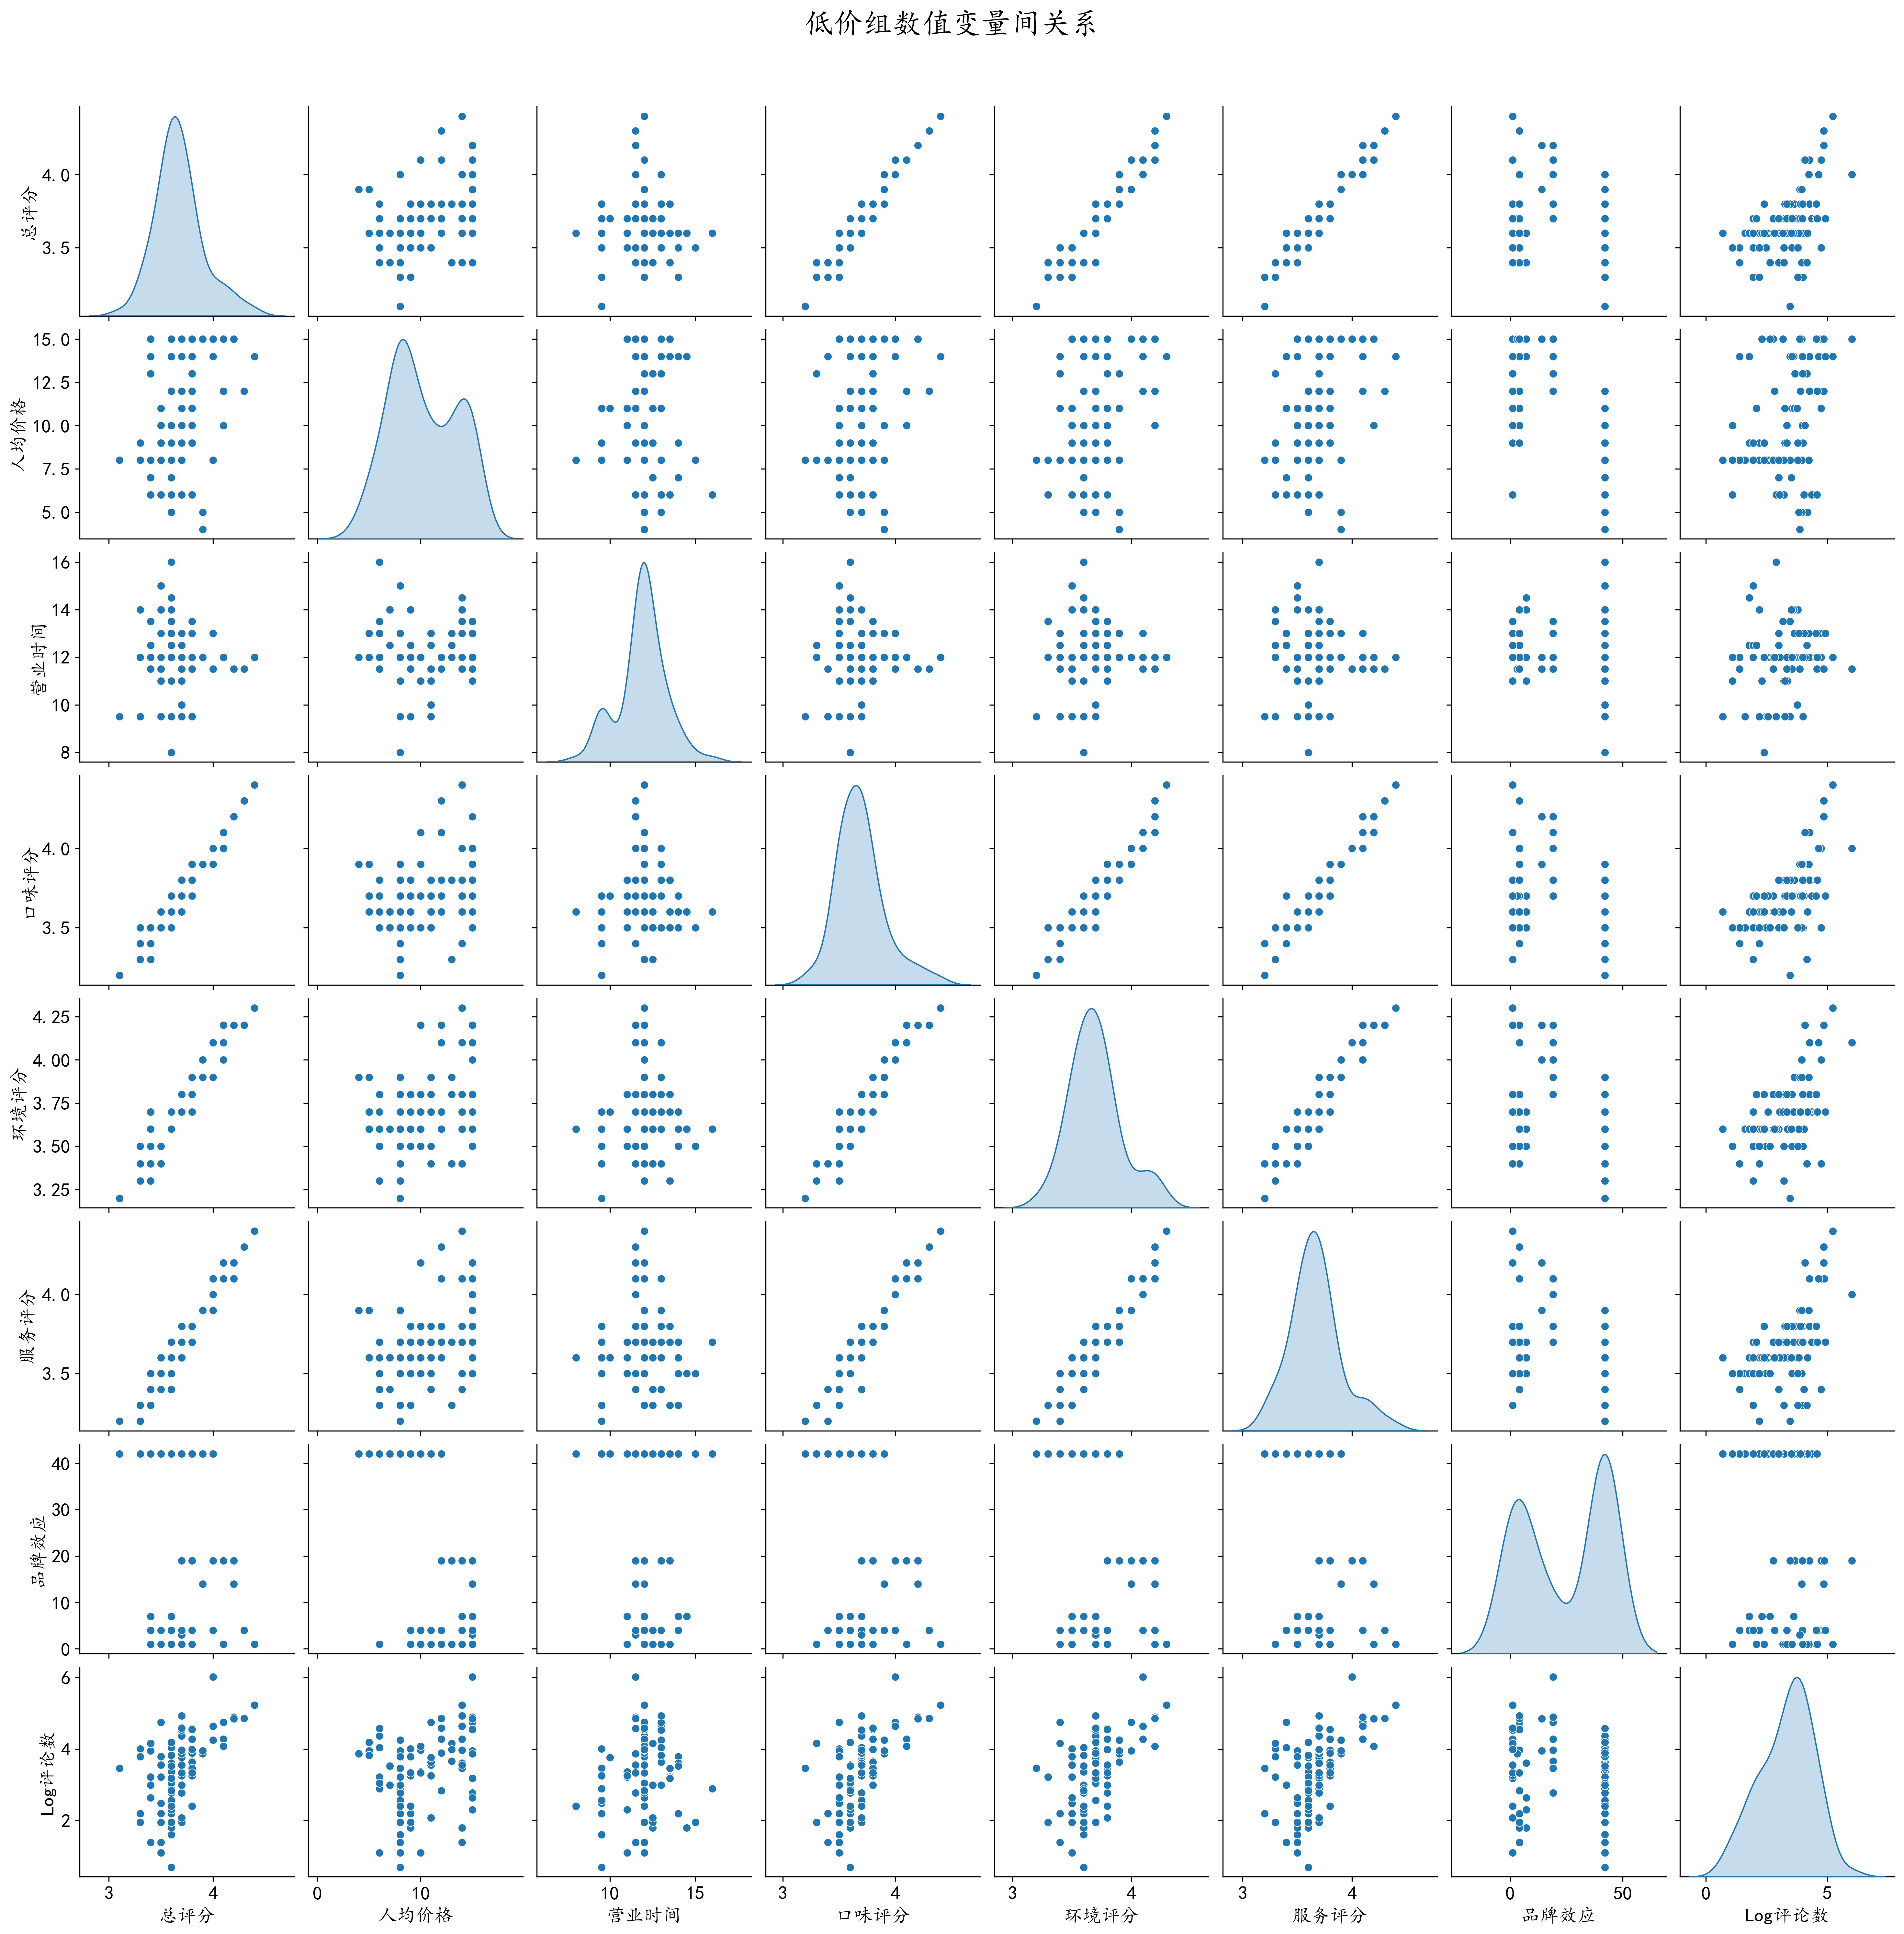 低价组数值变量间关系
总评分
3.5
4.0
人均价格
5.0
7.5
10.0
12.5
15.0
营业时间
8
10
12
14
16
口味评分
3.5
4.0
环境评分
3.25
3.50
3.75
4.00
4.25
服务评分
3.5
4.0
品牌效应
0
10
20
30
40
Log评论数
2
4
6
3 4
0 10
10 15
3 4
3 4
3 4
0 50
0 5
总评分
人均价格
营业时间
口味评分
环境评分
服务评分
品牌效应
Log评论数